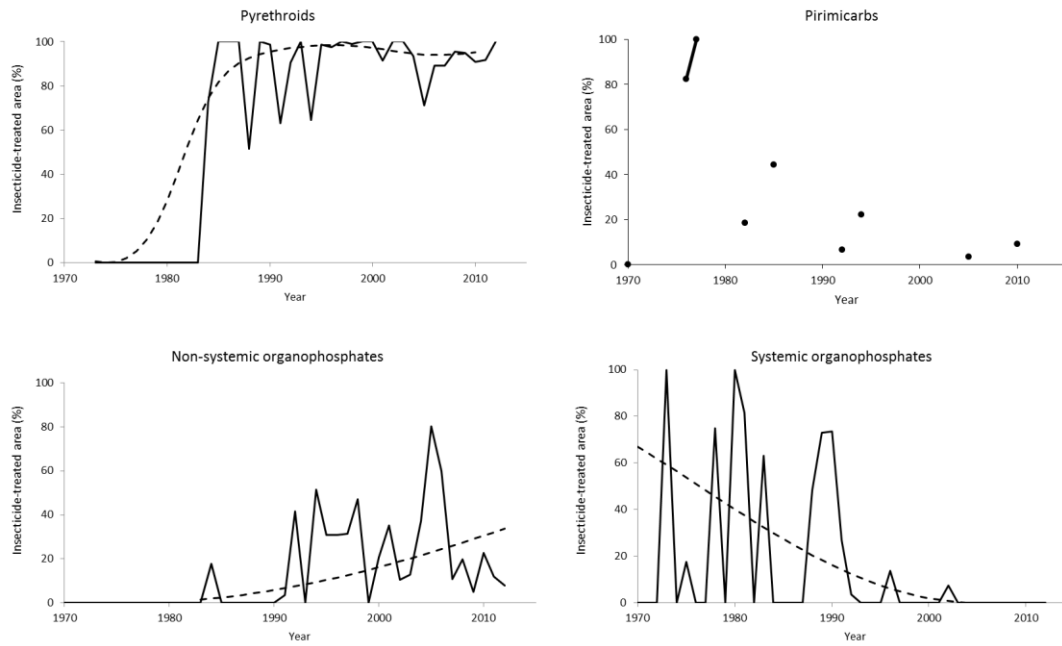 Pyrethroids
Insecticide-treated area (%)
100
80
60
40
20
0
1970 1980 1990 2000 2010
Year
Pirimicarbs
Insecticide-treated area (%)
100
80
60
40
20
0
1970 1980 1990 2000 2010
Year
Non-systemic organophosphates
Insecticide-treated area (%)
100
80
60
40
20
0
1970 1980 1990 2000 2010
Year
Systemic organophosphates
Insecticide-treated area (%)
100
80
60
40
20
0
1970 1980 1990 2000 2010
Year